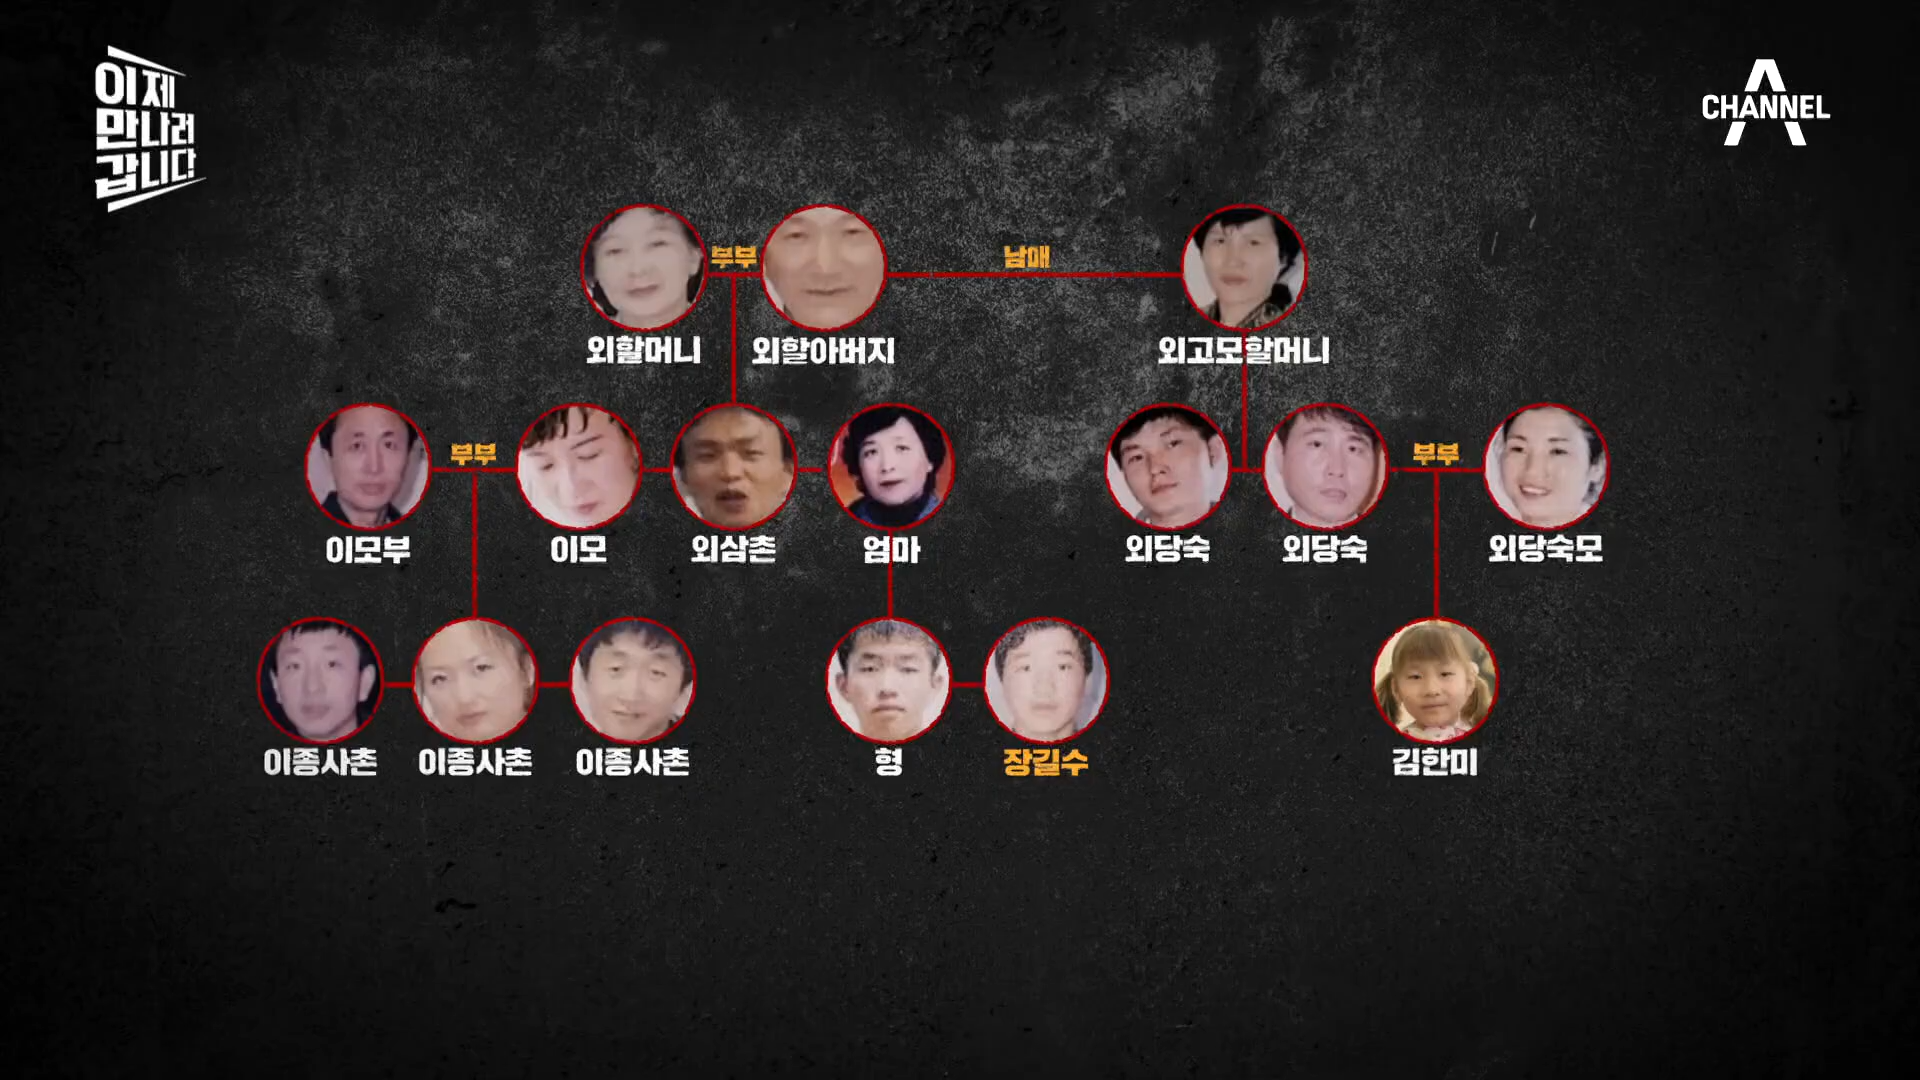 이제
만나러
갑니다
CHANNEL A
부부
남매
외할머니
외할아버지
외고모할머니
부부
부부
이모부
이모
외삼촌
엄마
외당숙
외당숙
외당숙모
이종사촌
이종사촌
이종사촌
형
장길수
김한미